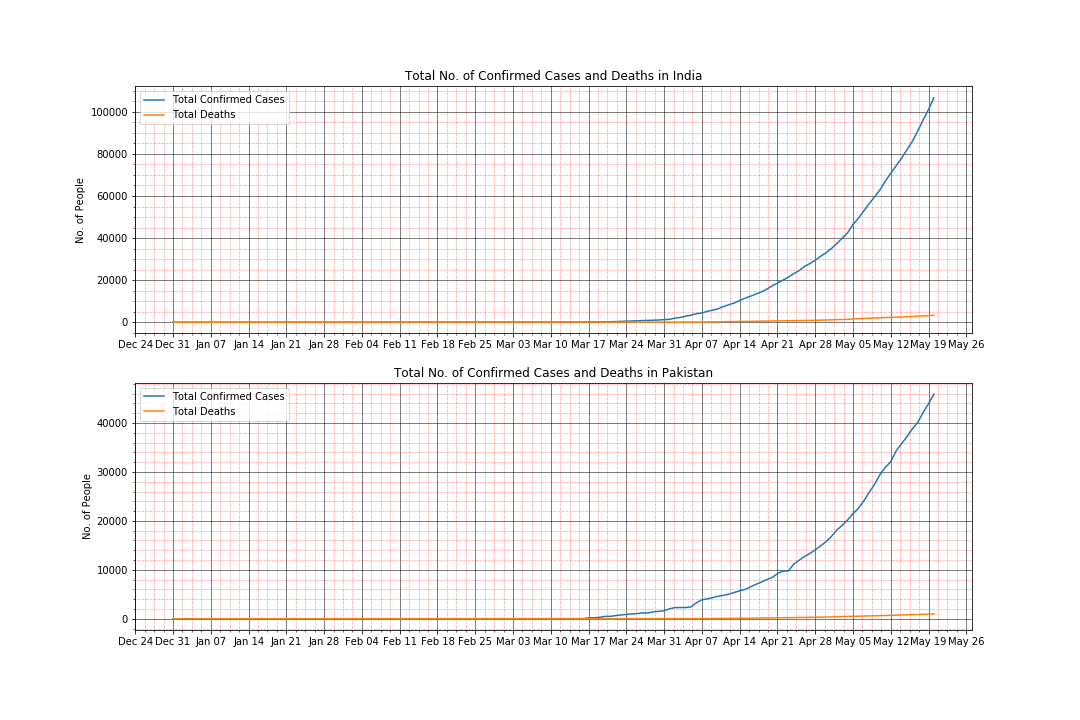 Total No. of Confirmed Cases and Deaths in India
Total Confirmed Cases
Total Deaths
No. of People
100000
80000
60000
40000
20000
0
Dec 24 Dec 31 Jan 07 Jan 14 Jan 21 Jan 28 Feb 04 Feb 11 Feb 18 Feb 25 Mar 03 Mar 10 Mar 17 Mar 24 Mar 31 Apr 07 Apr 14 Apr 21 Apr 28 May 05 May 12 May 19 May 26
Total No. of Confirmed Cases and Deaths in Pakistan
Total Confirmed Cases
Total Deaths
No. of People
40000
30000
20000
10000
0
Dec 24 Dec 31 Jan 07 Jan 14 Jan 21 Jan 28 Feb 04 Feb 11 Feb 18 Feb 25 Mar 03 Mar 10 Mar 17 Mar 24 Mar 31 Apr 07 Apr 14 Apr 21 Apr 28 May 05 May 12 May 19 May 26